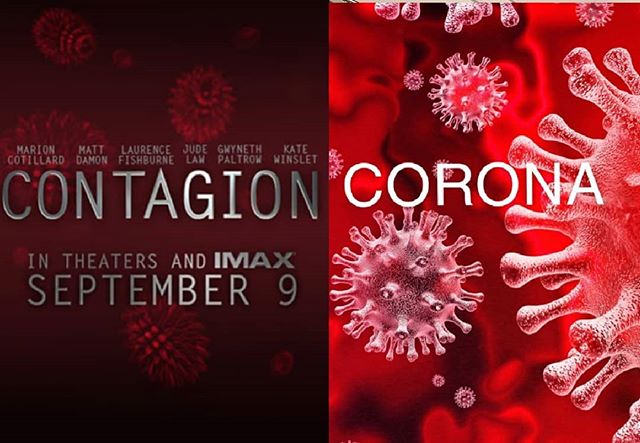 MARION MATT LAURENCE JUDE GWYNETH KATE
COTILLARD DAMON FISHBURNE LAW PALTROW WINSLET
CONTAGION
IN THEATERS AND IMAX
SEPTEMBER 9
CORONA